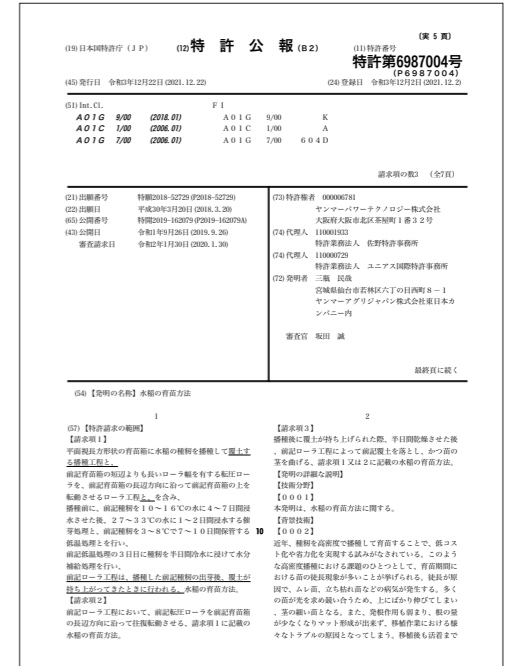 〔実 5 頁〕
(19)日本国特許庁(JP) (12)特 許 公 報(B2) (11)特許番号
特許第6987004号
(P6987004)
(45)発行日 令和3年12月22日(2021.12.22) (24)登録日 令和3年12月2日(2021.12.2)
(51)Int.Cl. F I
A01G 9/00 (2018.01) A01G 9/00 K
A01C 1/00 (2006.01) A01C 1/00 A
A01G 7/00 (2006.01) A01G 7/00 604D
請求項の数3 (全7頁)
(21)出願番号 特願2018-52729(P2018-52729)
(22)出願日 平成30年3月20日(2018.3.20)
(65)公開番号 特開2019-162079(P2019-162079A)
(43)公開日 令和1年9月26日(2019.9.26)
審査請求日 令和2年1月30日(2020.1.30)
(73)特許権者 000006781
ヤンマーパワーテクノロジー株式会社
大阪府大阪市北区茶屋町1番32号
(74)代理人 110001933
特許業務法人 佐野特許事務所
(74)代理人 110000729
特許業務法人 ユニアス国際特許事務所
(72)発明者 三瓶 民哉
宮城県仙台市若林区六丁の目西町8-1
ヤンマーアグリジャパン株式会社東日本カ
ンパニー内
審査官 坂田 誠
最終頁に続く
(54)【発明の名称】水稲の育苗方法
1
(57)【特許請求の範囲】
【請求項1】
平面視長方形状の育苗箱に水稲の種籾を播種して覆土す
る播種工程と、
前記育苗箱の短辺よりも長いローラ幅を有する転圧ロー
ラを、前記育苗箱の長辺方向に沿って前記育苗箱の上を
転動させるローラ工程と、を含み、
播種前に、前記種籾を10~16℃の水に4~7日間浸
水させた後、27~33℃の水に1~2日間浸水する催
芽処理と、前記種籾を3~8℃で7~10日間保管する
低温処理とを行い、
前記低温処理の3日目に種籾を半日間冷水に浸けて水分
補給処理を行い、
前記ローラ工程は、播種した前記種籾の出芽後、覆土が
持ち上がってきたときに行われる、水稲の育苗方法。
【請求項2】
前記ローラ工程において、前記転圧ローラを前記育苗箱
の長辺方向に沿って往復転動させる、請求項1に記載の
水稲の育苗方法。
10
2
【請求項3】
播種後に覆土が持ち上げられた際、半日間乾燥させた後
、前記ローラ工程によって前記覆土を落とし、かつ苗の
茎を曲げる、請求項1又は2に記載の水稲の育苗方法。
【発明の詳細な説明】
【技術分野】
【0001】
本発明は、水稲の育苗方法に関する。
【背景技術】
【0002】
近年、種籾を高密度で播種して育苗することで、低コス
ト化や省力化を実現する試みがなされている。このよう
な高密度播種における課題のひとつとして、育苗期間に
おける苗の徒長現象が多いことが挙げられる。徒長が原
因で、ムレ苗、立ち枯れ苗などの病気が発生する。多く
の苗が光を求め競い合うため、上にばかり伸びてしまい
、茎の細い苗となる。また、発根作用も弱まり、根の量
が少なくなりマット形成が出来ず、移植作業における様
々なトラブルの原因となってしまう。移植後も活着まで